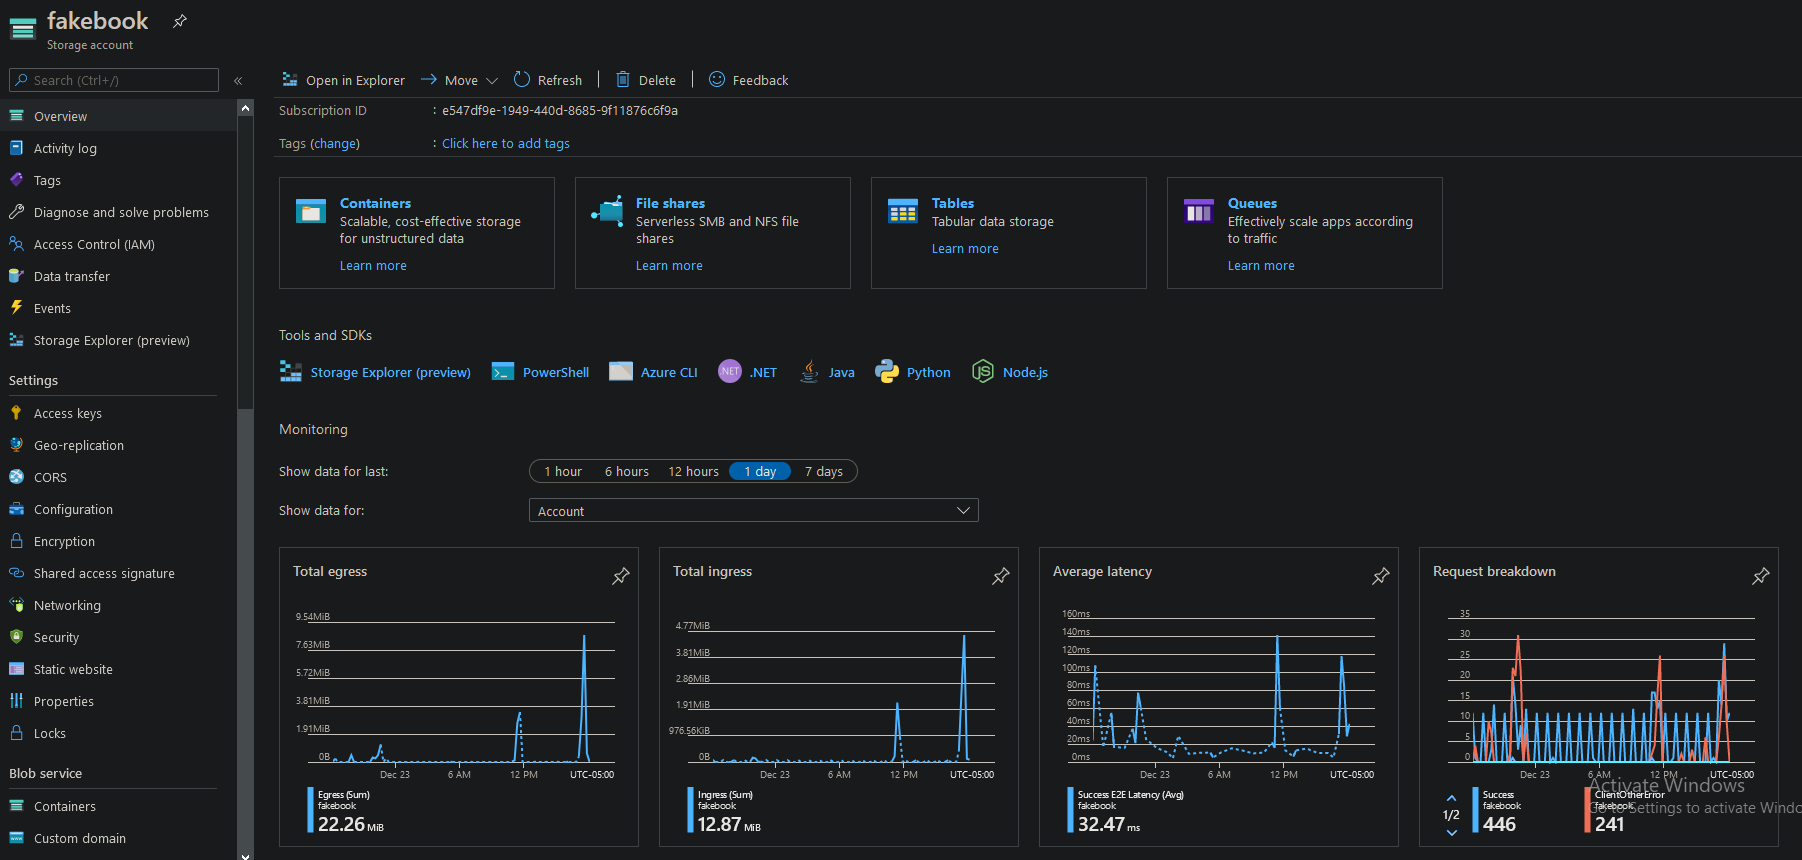 fakebook
Storage account
Search (Ctrl+/)
«
Open in Explorer Move Refresh Delete Feedback
Subscription ID : e547df9e-1949-440d-8685-9f11876c6f9a
Tags (change) : Click here to add tags
Overview
Activity log
Tags
Diagnose and solve problems
Access Control (IAM)
Data transfer
Events
Storage Explorer (preview)
Settings
Access keys
Geo-replication
CORS
Configuration
Encryption
Shared access signature
Networking
Security
Static website
Properties
Locks
Blob service
Containers
Custom domain
Containers
Scalable, cost-effective storage
for unstructured data
Learn more
File shares
Serverless SMB and NFS file
shares
Learn more
Tables
Tabular data storage
Learn more
Queues
Effectively scale apps according
to traffic
Learn more
Tools and SDKs
Storage Explorer (preview) PowerShell Azure CLI NET .NET Java Python JS Node.js
Monitoring
Show data for last: 1 hour 6 hours 12 hours 1 day 7 days
Show data for: Account
Total egress
9.54MiB
7.63MiB
5.72MiB
3.81MiB
1.91MiB
0B
Dec 23 6 AM 12 PM UTC-05:00
Egress (Sum)
fakebook
22.26 MiB
Total ingress
4.77MiB
3.81MiB
2.86MiB
1.91MiB
976.56KiB
0B
Dec 23 6 AM 12 PM UTC-05:00
Ingress (Sum)
fakebook
12.87 MiB
Average latency
160ms
140ms
120ms
100ms
80ms
60ms
40ms
20ms
0ms
Dec 23 6 AM 12 PM UTC-05:00
Success E2E Latency (Avg)
fakebook
32.47 ms
Request breakdown
35
30
25
20
15
10
5
0
Dec 23 6 AM 12 PM UTC-05:00
1/2
Success
fakebook
446
ClientOtherError
fakebook
241
Activate Windows
Go to Settings to activate Windo